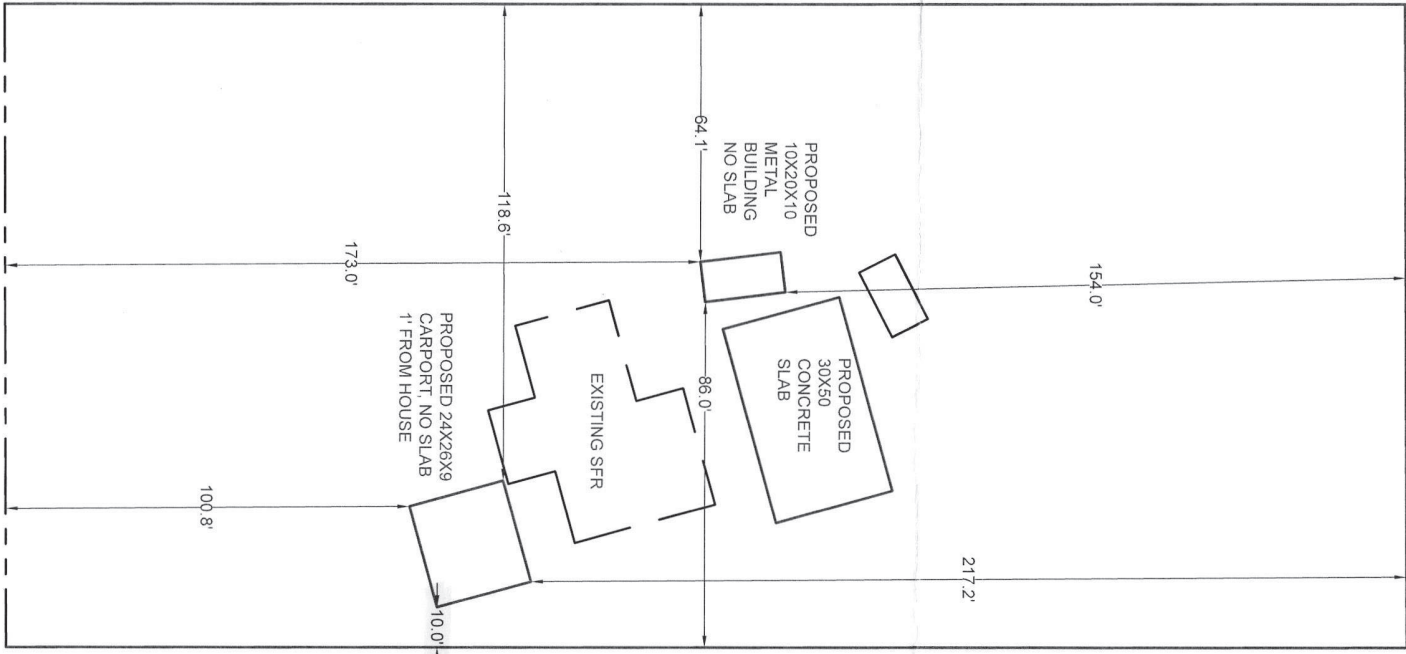 64.1'
PROPOSED
10X20X10
METAL
BUILDING
NO SLAB
118.6'
173.0'
154.0'
PROPOSED
30X50
CONCRETE
SLAB
86.0'
EXISTING SFR
PROPOSED 24X26X9
CARPORT, NO SLAB
1' FROM HOUSE
100.8'
217.2'
10.0'